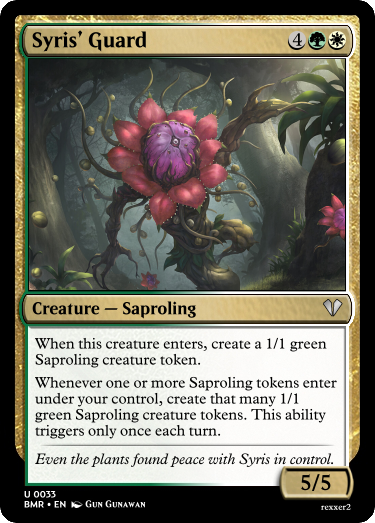 Syris’ Guard 4
Creature — Saproling
When this creature enters, create a 1/1 green
Saproling creature token.
Whenever one or more Saproling tokens enter
under your control, create that many 1/1
green Saproling creature tokens. This ability
triggers only once each turn.
Even the plants found peace with Syris in control.
5/5
U 0033
BMR • EN Gun Gunawan
rexxer2